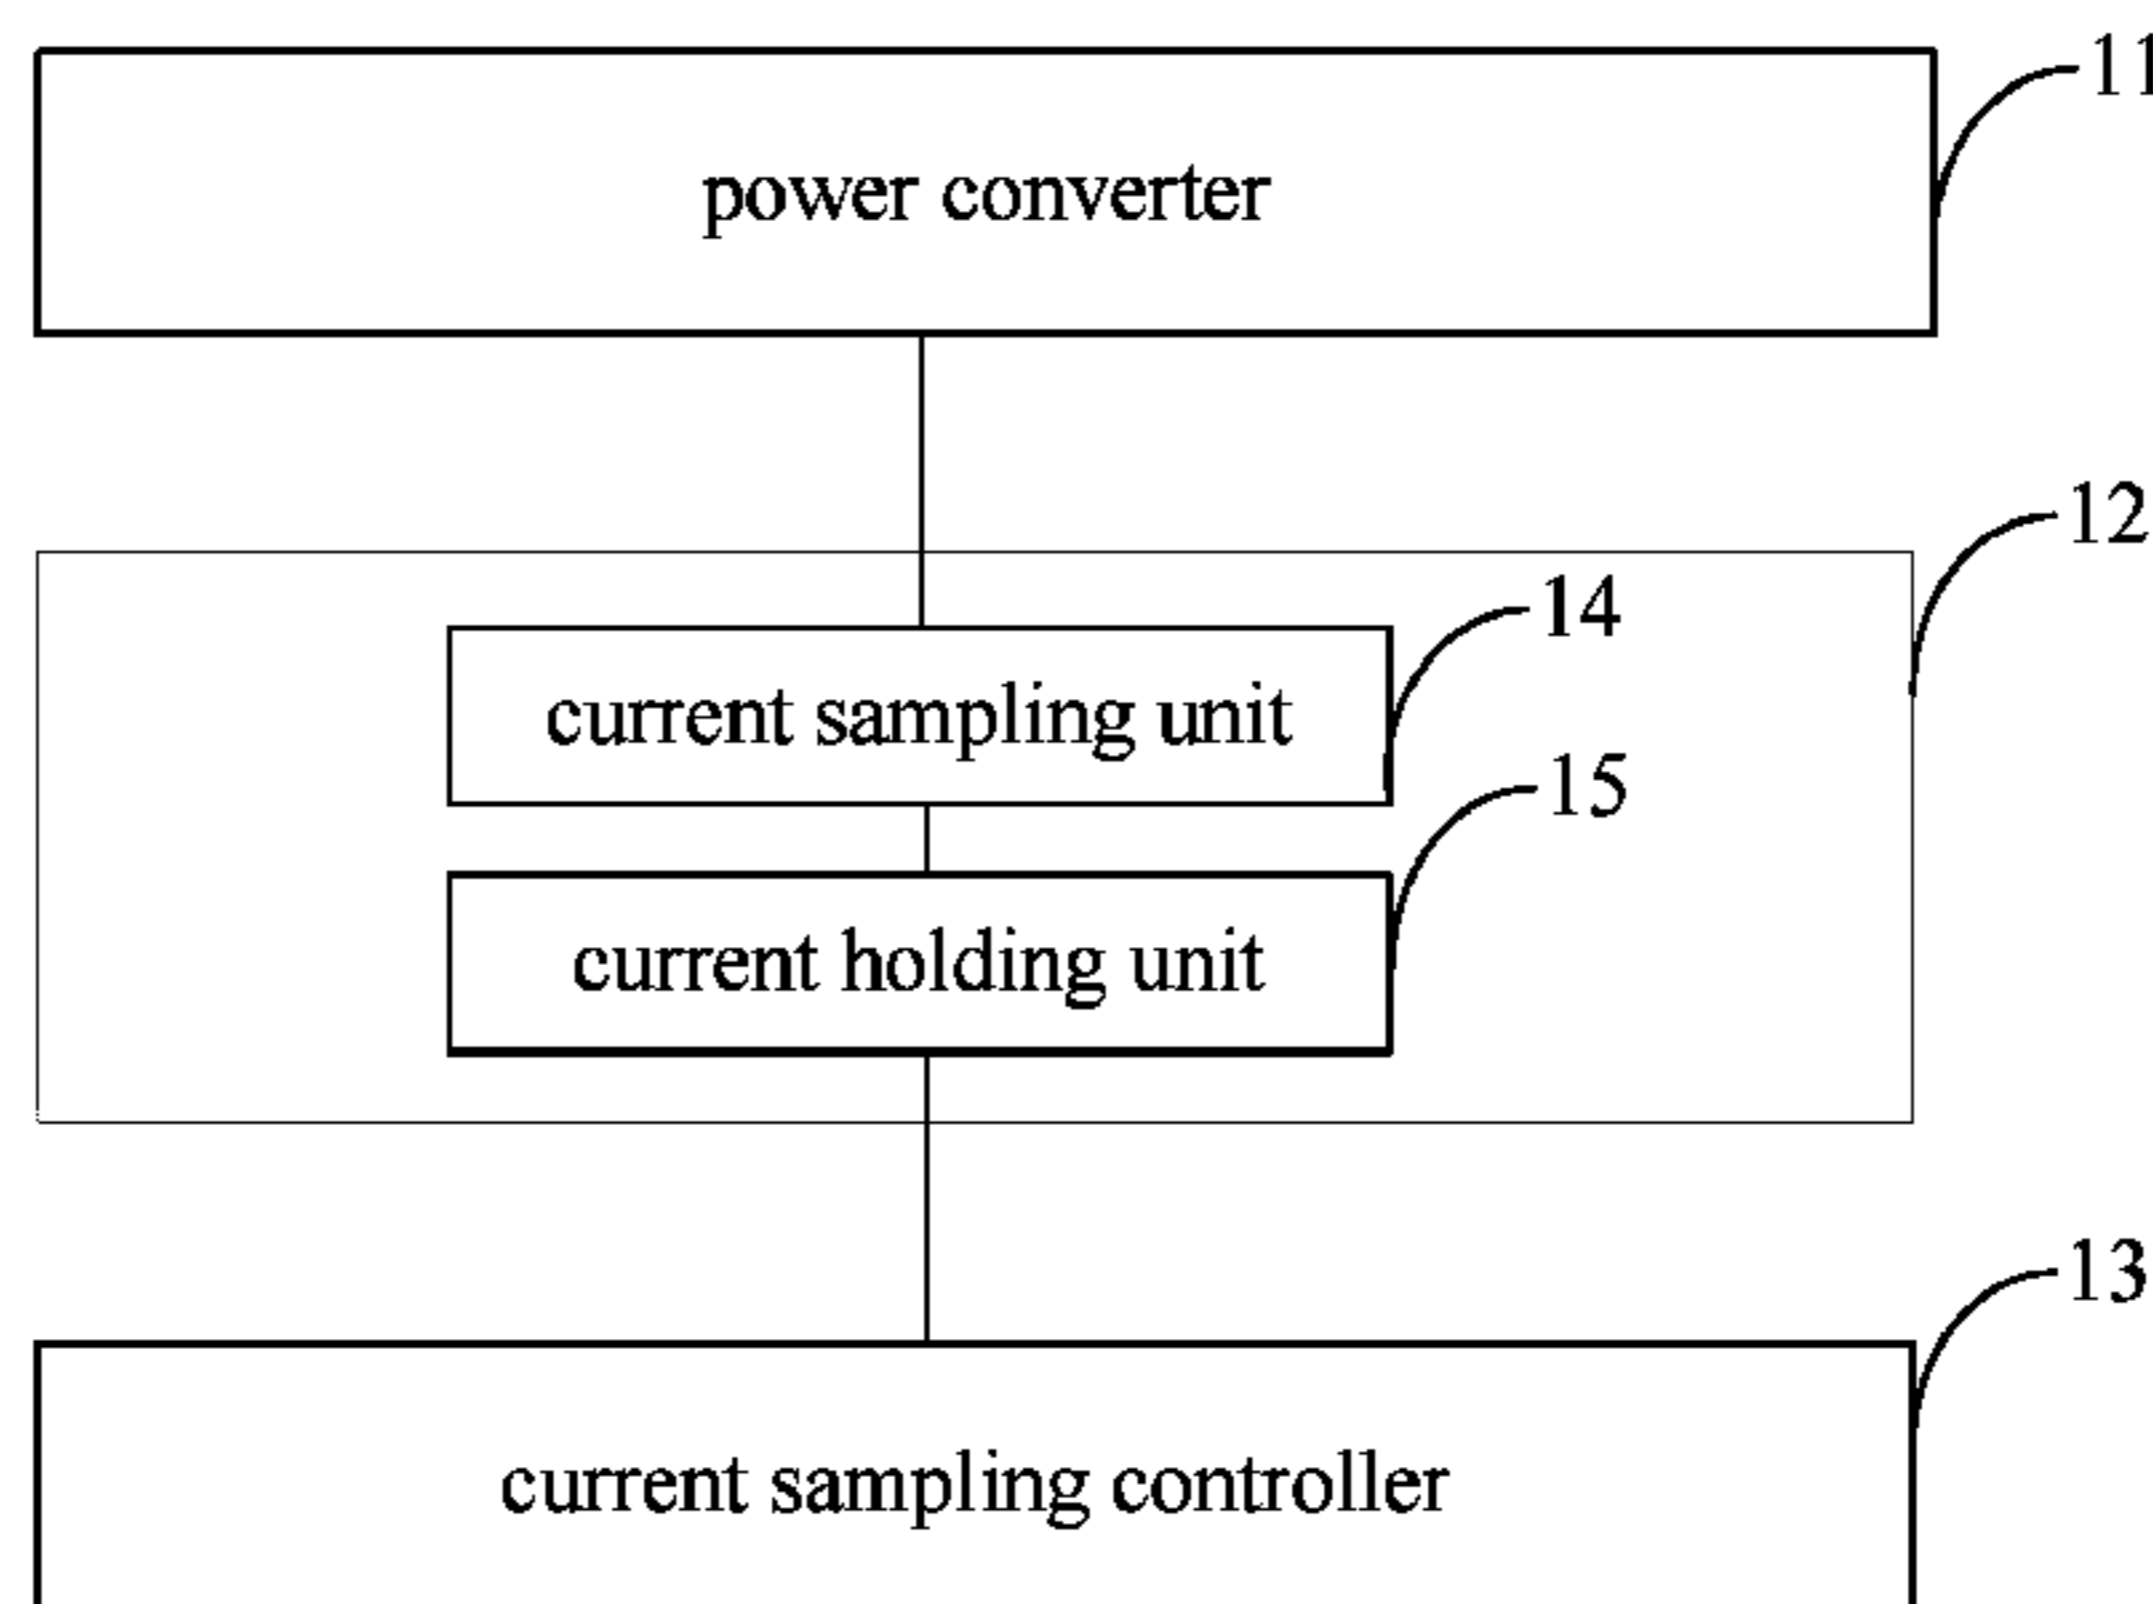 11
power converter
12
14
current sampling unit
15
current holding unit
13
current sampling controller